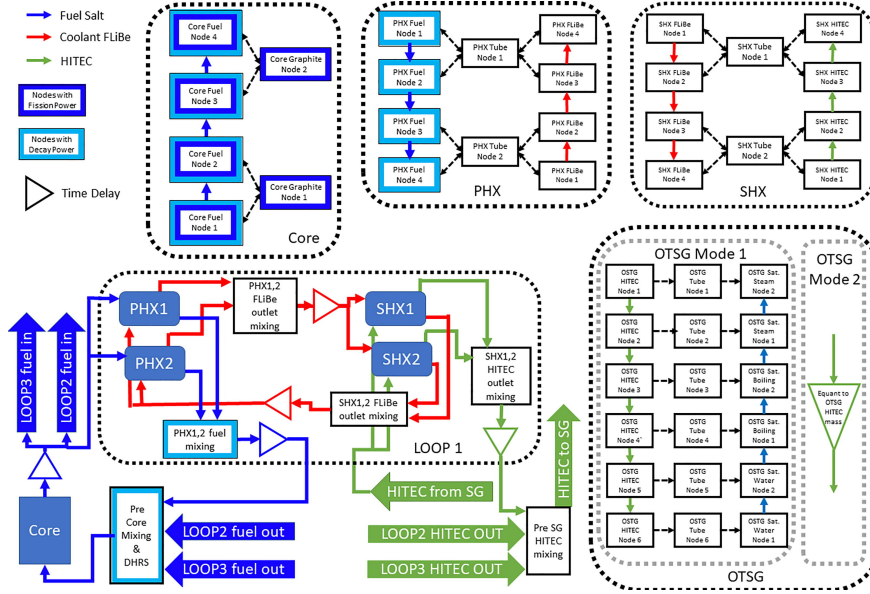 Fuel Salt
Coolant FLiBe
HITEC
Nodes with
Fission Power
Nodes with
Decay Power
Time Delay
Core Fuel
Node 4
Core Fuel
Node 3
Core Fuel
Node 2
Core Fuel
Node 1
Core Graphite
Node 2
Core Graphite
Node 1
Core
PHX Fuel
Node 1
PHX Fuel
Node 2
PHX Fuel
Node 3
PHX Fuel
Node 4
PHX Tube
Node 1
PHX Tube
Node 2
PHX FLiBe
Node 4
PHX FLiBe
Node 3
PHX FLiBe
Node 2
PHX FLiBe
Node 1
PHX
SHX FLiBe
Node 1
SHX FLiBe
Node 2
SHX FLiBe
Node 3
SHX FLiBe
Node 4
SHX Tube
Node 1
SHX Tube
Node 2
SHX HITEC
Node 4
SHX HITEC
Node 3
SHX HITEC
Node 2
SHX HITEC
Node 1
SHX
LOOP3 fuel in
LOOP2 fuel in
PHX1
PHX2
PHX1,2
FLiBe
outlet
mixing
SHX1
SHX2
SHX1,2
HITEC
outlet
mixing
SHX1,2 FLiBe
outlet mixing
PHX1,2 fuel
mixing
LOOP 1
HITEC from SG
HITEC to SG
Core
Pre
Core
Mixing
&
DHRS
LOOP2 fuel out
LOOP3 fuel out
LOOP2 HITEC OUT
LOOP3 HITEC OUT
Pre SG
HITEC
mixing
OTSG Mode 1
OSTG
HITEC
Node 1
OSTG
Tube
Node 1
OSTG Sat.
Steam
Node 2
OSTG
HITEC
Node 2
OSTG
Tube
Node 2
OSTG Sat.
Steam
Node 1
OSTG
HITEC
Node 3
OSTG
Tube
Node 3
OSTG Sat.
Boiling
Node 2
OSTG
HITEC
Node 4'
OSTG
Tube
Node 4
OSTG Sat.
Boiling
Node 1
OSTG
HITEC
Node 5
OSTG
Tube
Node 5
OSTG Sat.
Water
Node 2
OSTG
HITEC
Node 6
OSTG
Tube
Node 6
OSTG Sat.
Water
Node 1
OTSG
Mode 2
Equant to
OTSG
HITEC
mass
OTSG